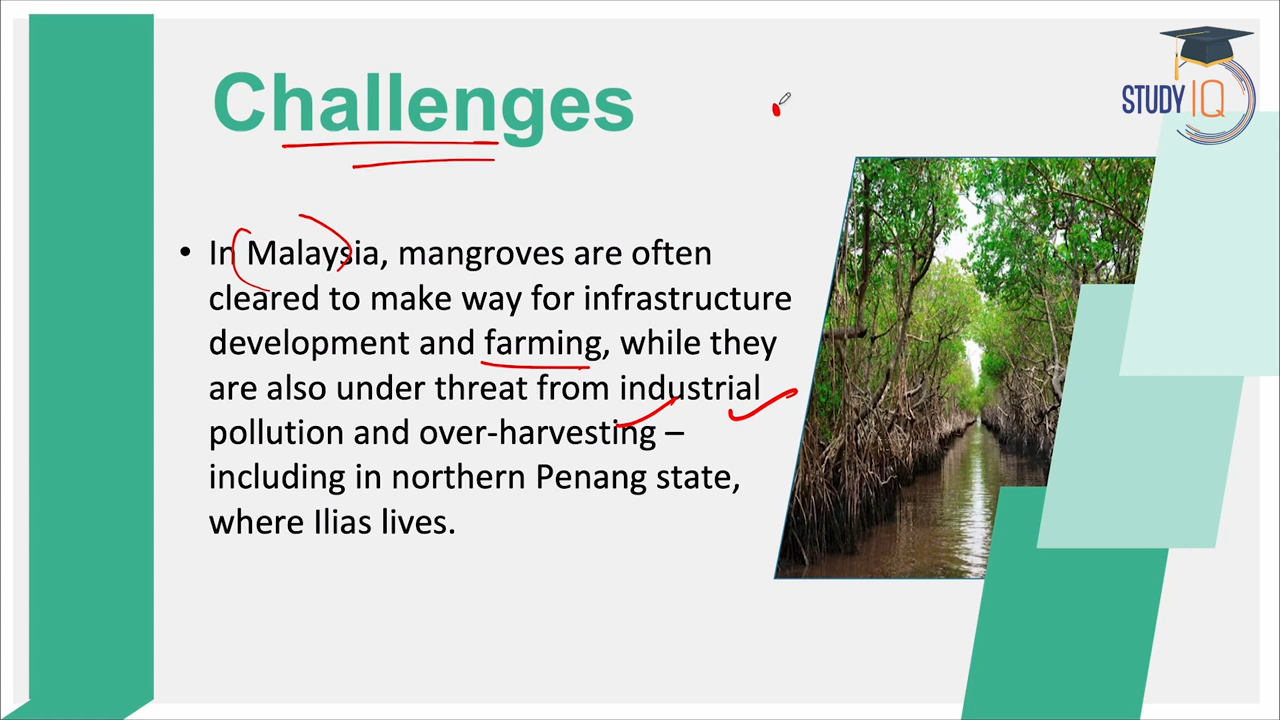 Challenges
STUDY IQ
• In Malaysia, mangroves are often
cleared to make way for infrastructure
development and farming, while they
are also under threat from industrial
pollution and over-harvesting –
including in northern Penang state,
where Ilias lives.